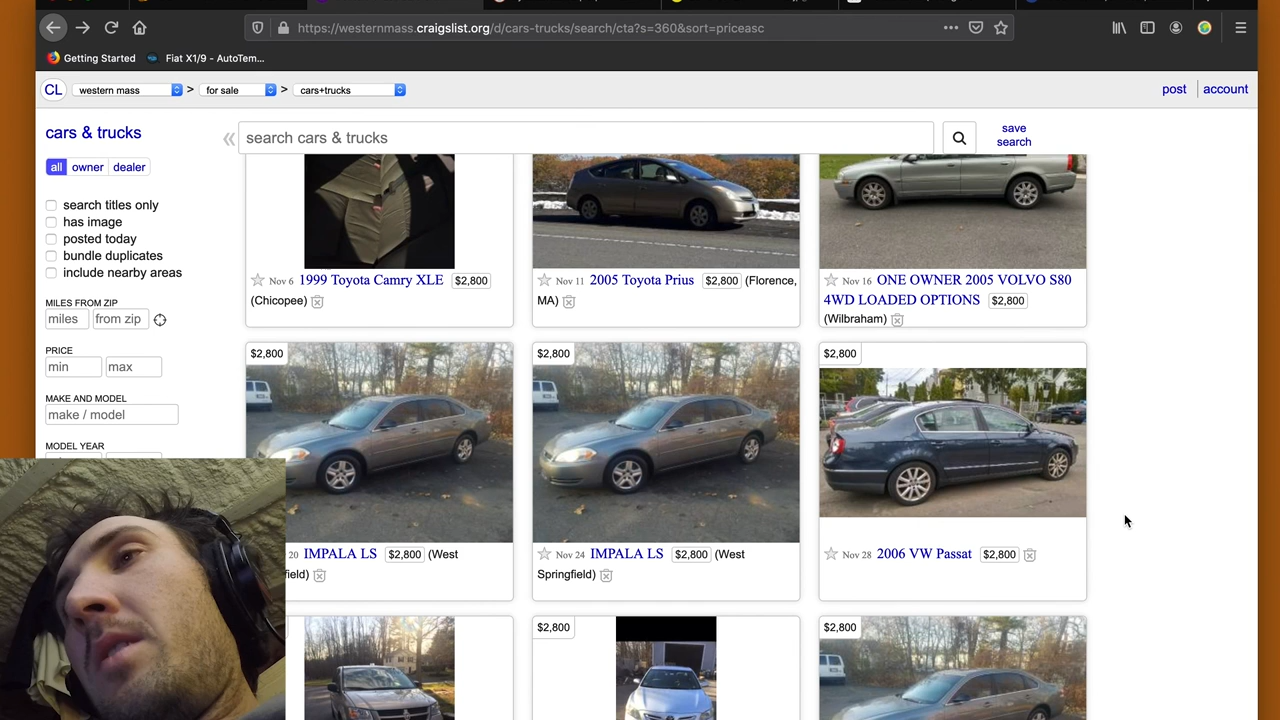 https://westernmass.craigslist.org/d/cars-trucks/search/cta?s=360&sort=priceasc
Getting Started
Fiat X1/9 - AutoTem...
CL western mass > for sale > cars+trucks
post account
cars & trucks
« search cars & trucks
save
search
all owner dealer
search titles only
has image
posted today
bundle duplicates
include nearby areas
MILES FROM ZIP
miles from zip
PRICE
min max
MAKE AND MODEL
make / model
MODEL YEAR
Nov 6 1999 Toyota Camry XLE $2,800
(Chicopee)
Nov 11 2005 Toyota Prius $2,800 (Florence,
MA)
Nov 16 ONE OWNER 2005 VOLVO S80
4WD LOADED OPTIONS $2,800
(Wilbraham)
$2,800
20 IMPALA LS $2,800 (West
field)
$2,800
Nov 24 IMPALA LS $2,800 (West
Springfield)
$2,800
Nov 28 2006 VW Passat $2,800
$2,800
$2,800